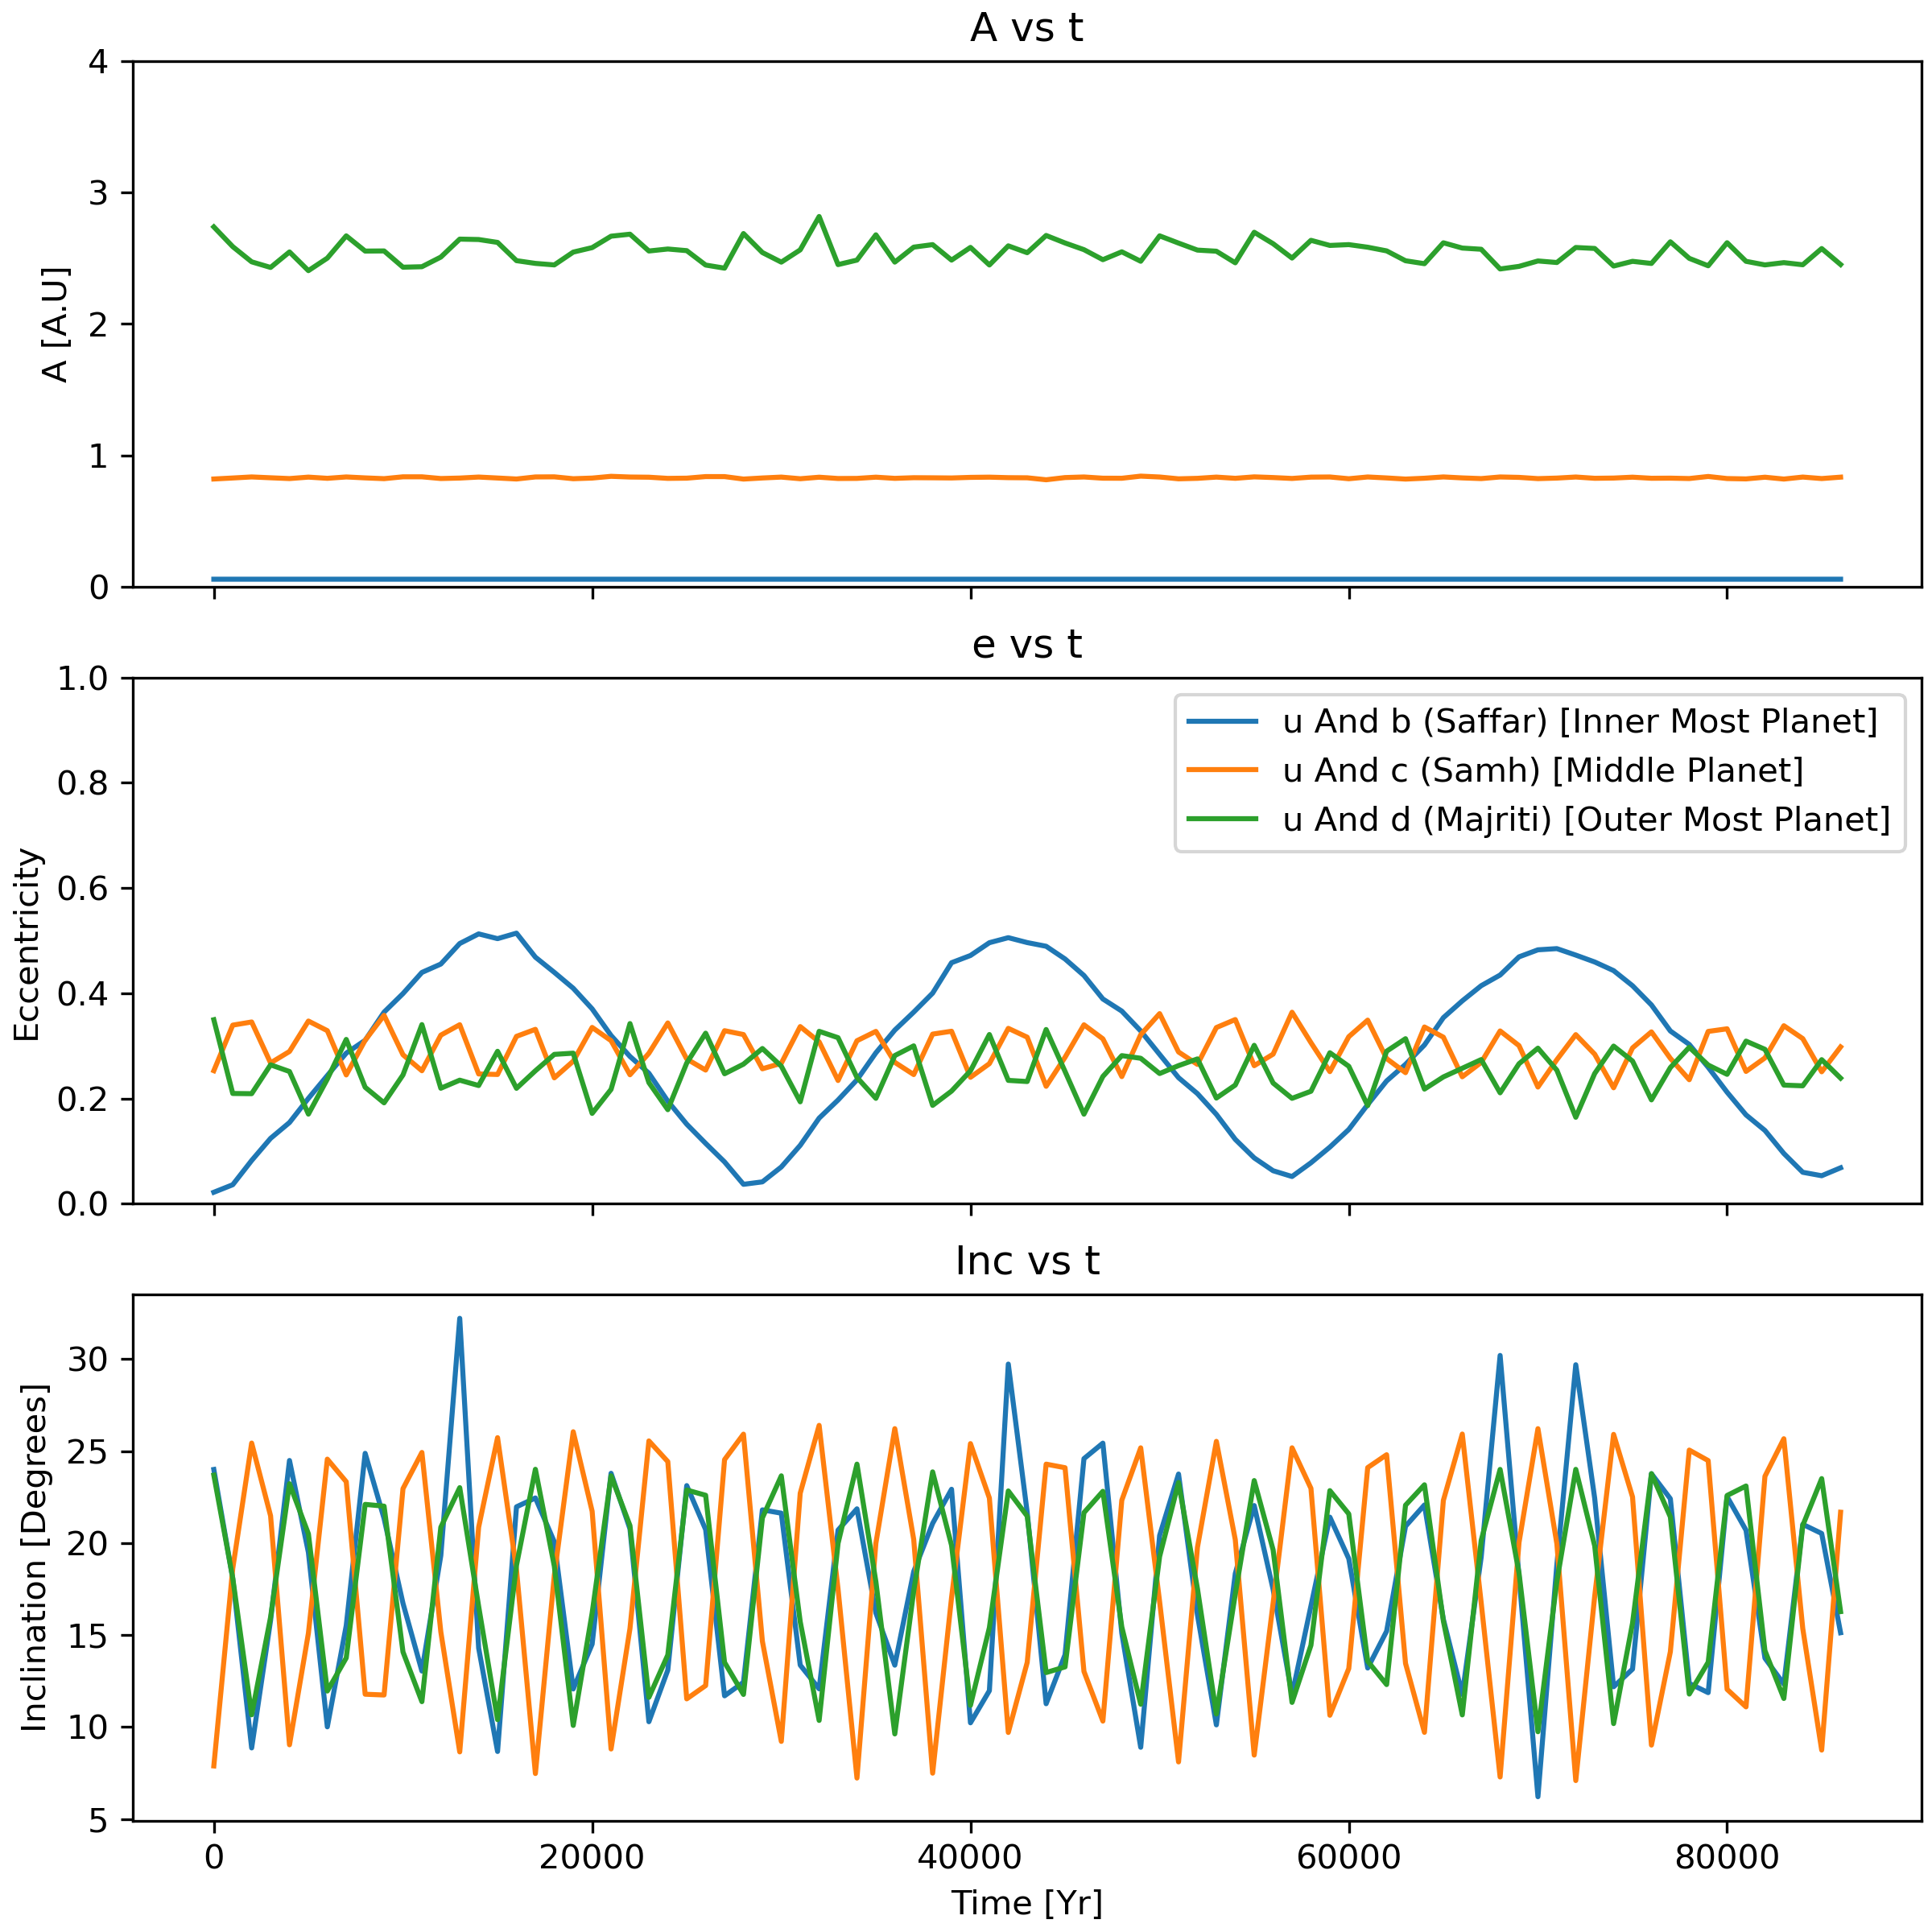 A vs t
4
3
2
1
0
A [A.U]
e vs t
1.0
0.8
0.6
0.4
0.2
0.0
Eccentricity
u And b (Saffar) [Inner Most Planet]
u And c (Samh) [Middle Planet]
u And d (Majriti) [Outer Most Planet]
Inc vs t
30
25
20
15
10
5
Inclination [Degrees]
0 20000 40000 60000 80000
Time [Yr]